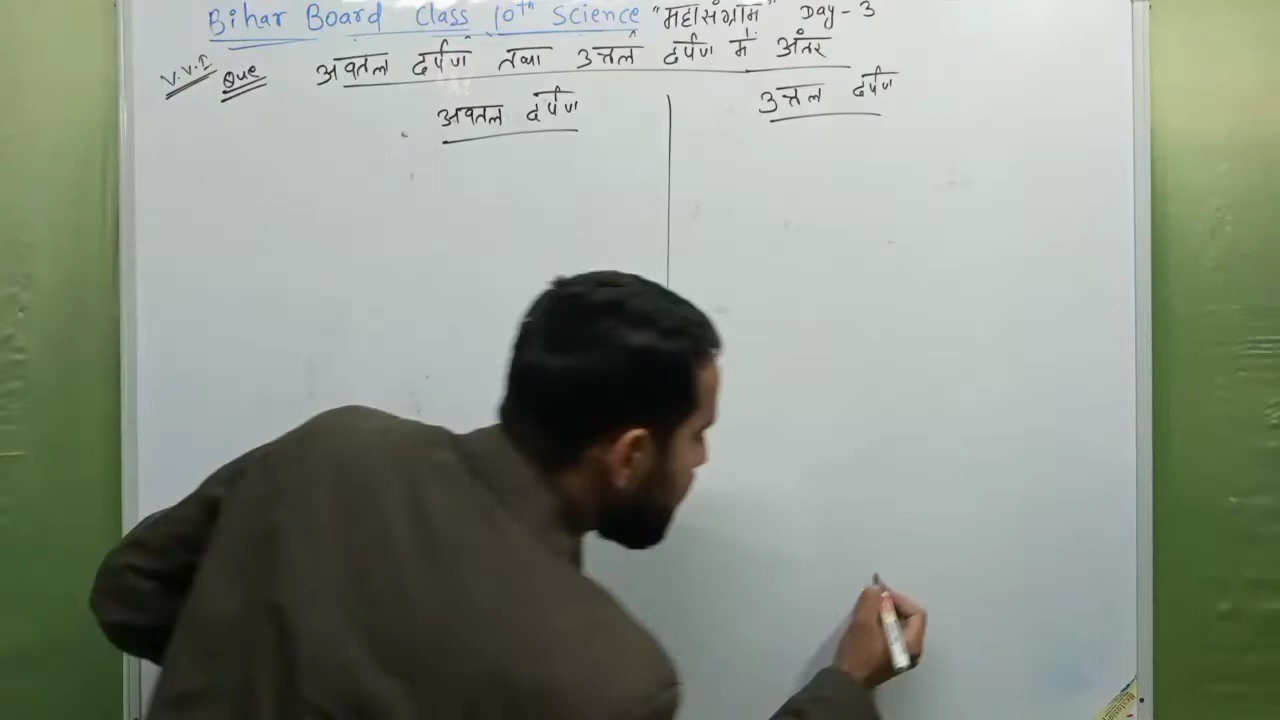 Bihar Board Class 10th Science "महासंग्राम" Day - 3
V.V.I Que अवतल दर्पण तथा उत्तल दर्पण में अंतर
अवतल दर्पण
उत्तल दर्पण